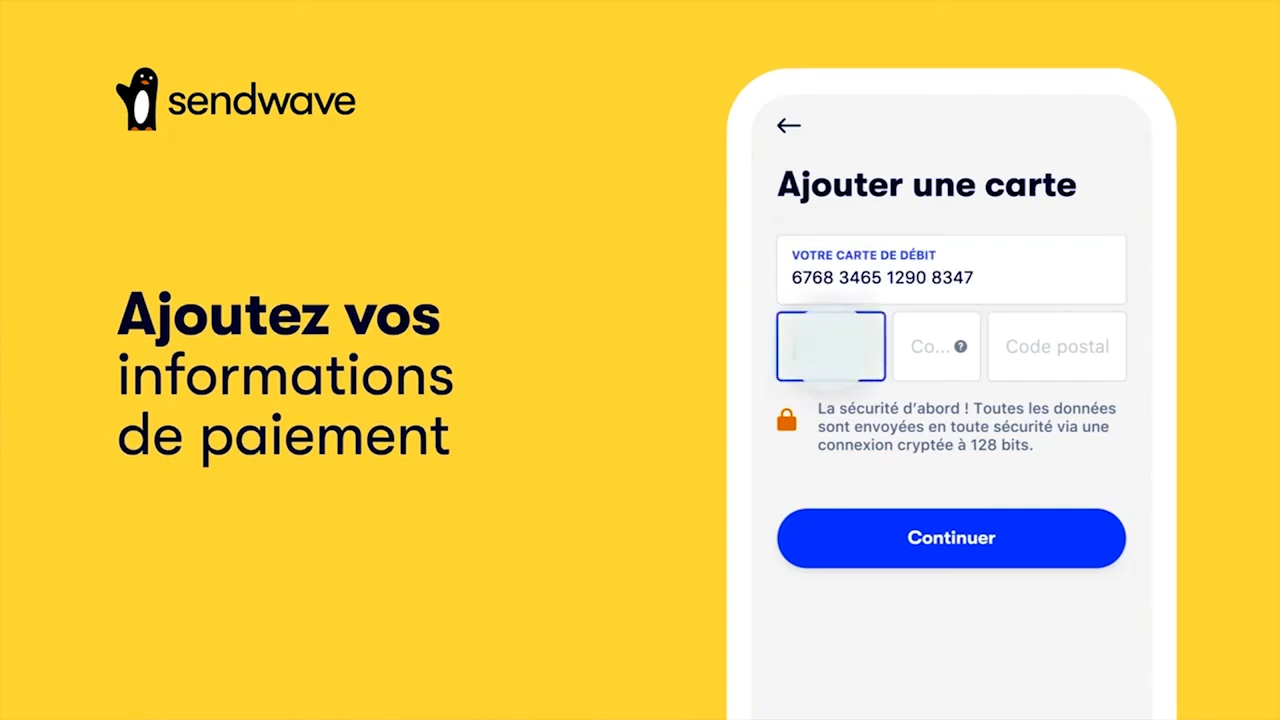 sendwave
Ajoutez vos
informations
de paiement
Ajouter une carte
VOTRE CARTE DE DÉBIT
6768 3465 1290 8347
Co...
Code postal
La sécurité d'abord ! Toutes les données
sont envoyées en toute sécurité via une
connexion cryptée à 128 bits.
Continuer